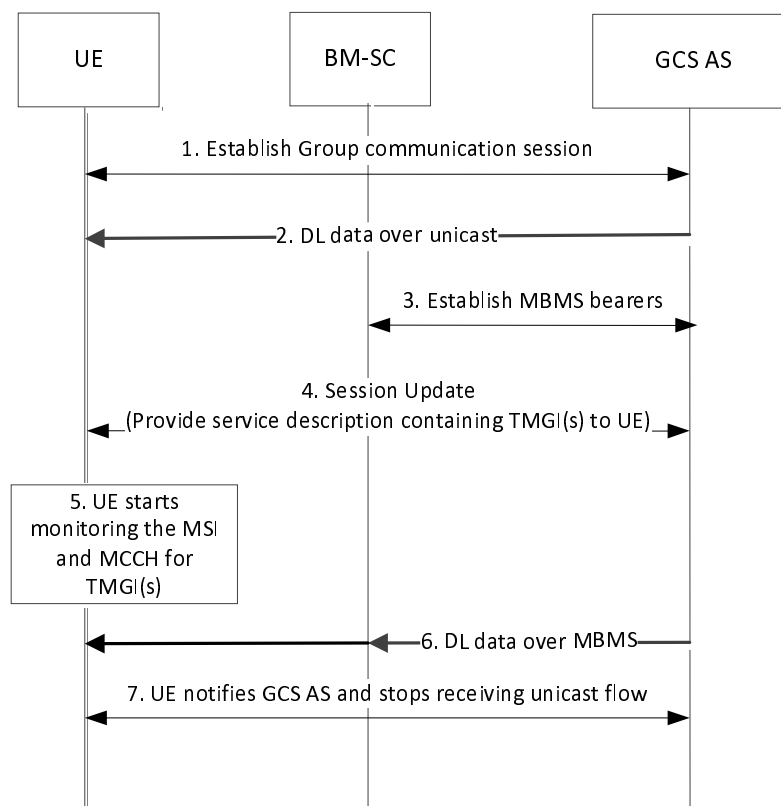 UE
BM-SC
GCS AS
1. Establish Group communication session
2. DL data over unicast
3. Establish MBMS bearers
4. Session Update
(Provide service description containing TMGI(s) to UE)
5. UE starts
monitoring the MSI
and MCCH for
TMGI(s)
6. DL data over MBMS
7. UE notifies GCS AS and stops receiving unicast flow